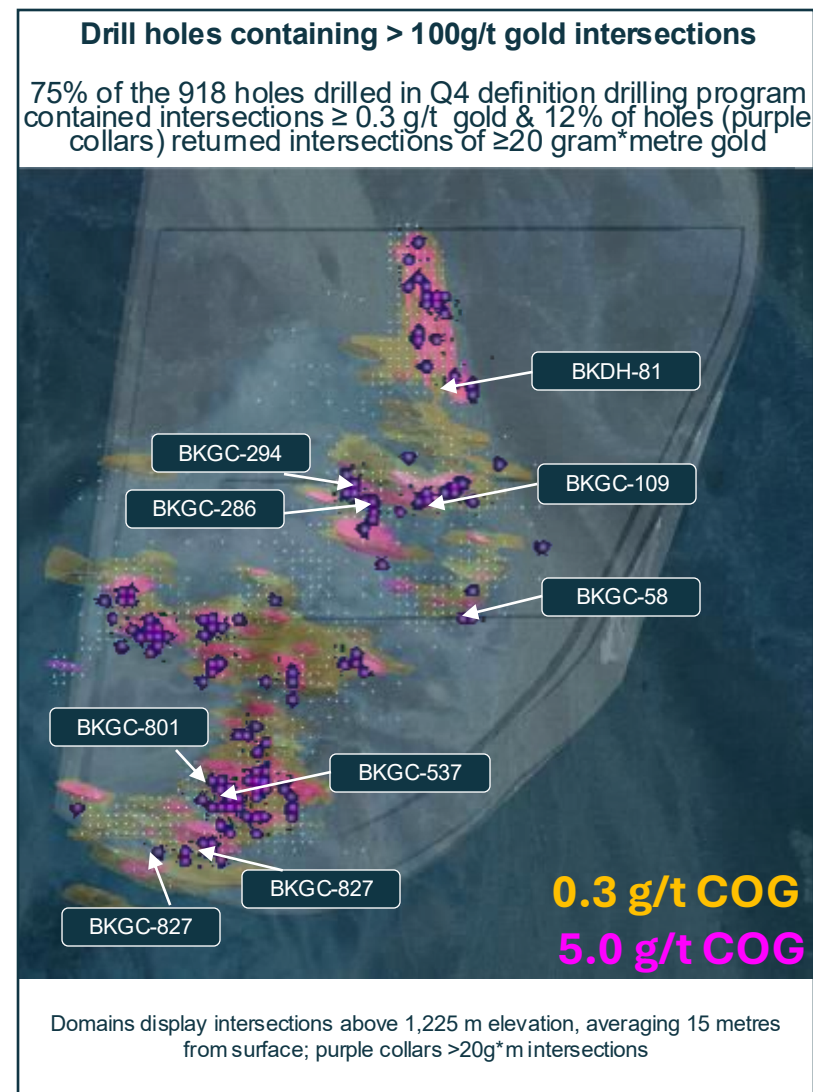 Drill holes containing > 100g/t gold intersections
75% of the 918 holes drilled in Q4 definition drilling program
contained intersections ≥ 0.3 g/t gold & 12% of holes (purple
collars) returned intersections of ≥20 gram*metre gold
BKDH-81
BKGC-294
BKGC-109
BKGC-286
BKGC-58
BKGC-801
BKGC-537
BKGC-827
BKGC-827
0.3 g/t COG
5.0 g/t COG
Domains display intersections above 1,225 m elevation, averaging 15 metres
from surface; purple collars >20g*m intersections